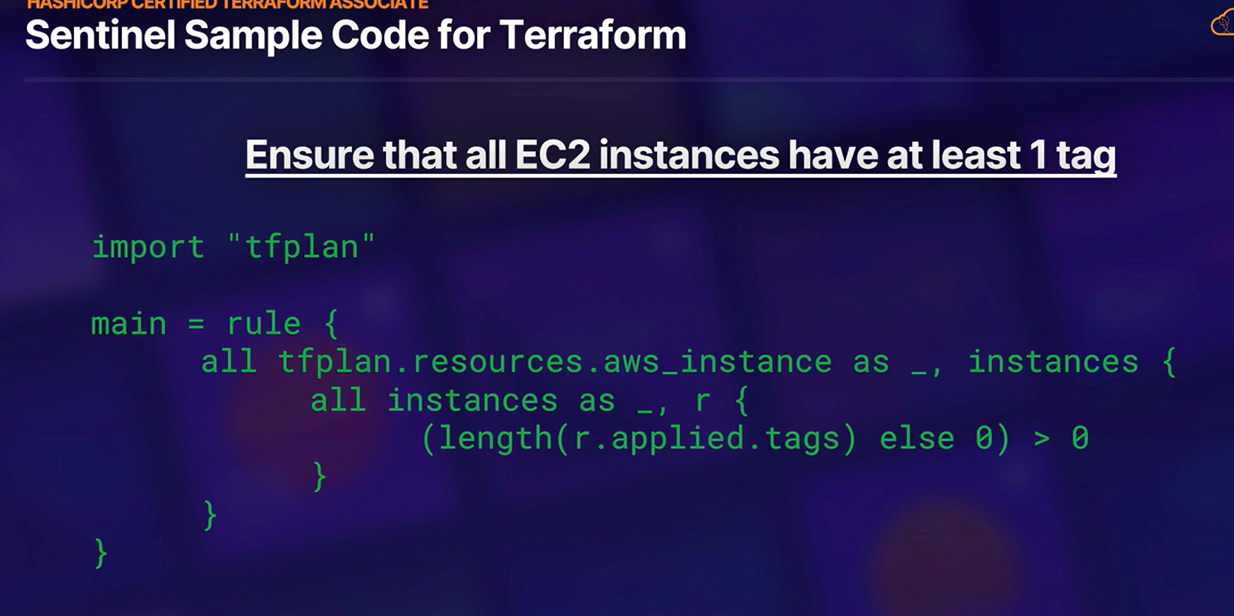 HASHICORP CERTIFIED TERRAFORM ASSOCIATE
Sentinel Sample Code for Terraform
Ensure that all EC2 instances have at least 1 tag
import "tfplan"
main = rule {
all tfplan.resources.aws_instance as _, instances {
all instances as _, r {
(length(r.applied.tags) else 0) > 0
}
}
}